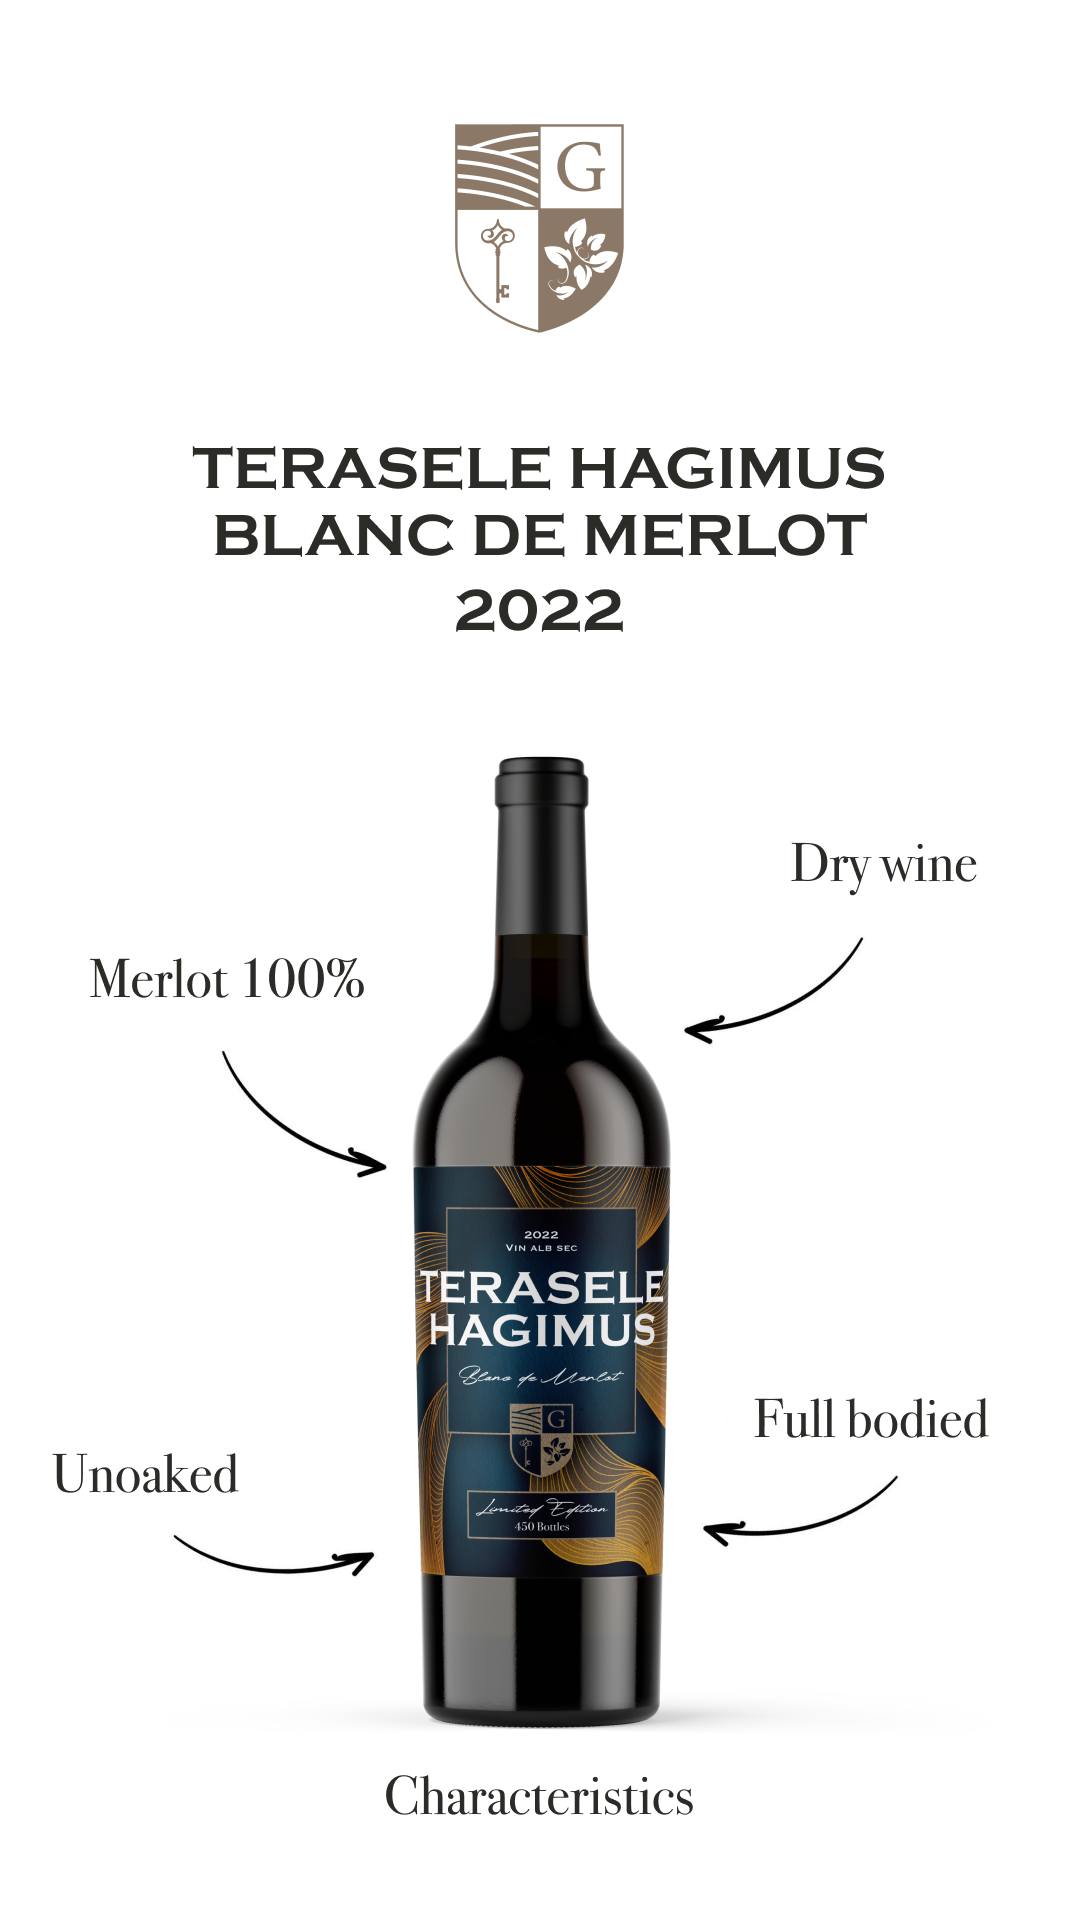 G
TERASELE HAGIMUS
BLANC DE MERLOT
2022
Dry wine
Merlot 100%
2022
VIN ALB SEC
TERASELE
HAGIMUS
Blanc de Merlot
G
Full bodied
Unoaked
Limited Edition
450 Bottles
Characteristics